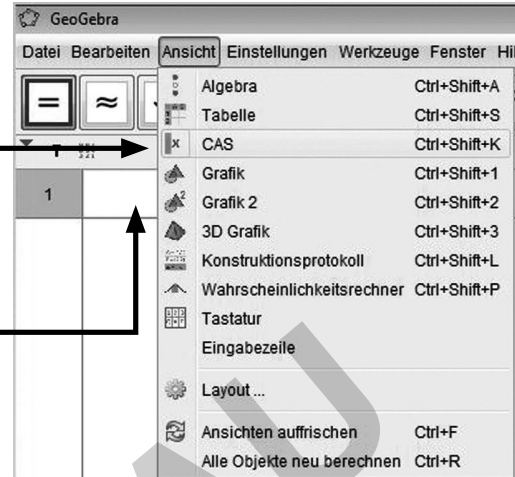 GeoGebra
Datei Bearbeiten Ansicht Einstellungen Werkzeuge Fenster
= ≈
T
1
Algebra Ctrl+Shift+A
Tabelle Ctrl+Shift+S
x CAS Ctrl+Shift+K
Grafik Ctrl+Shift+1
2 Grafik 2 Ctrl+Shift+2
3D Grafik Ctrl+Shift+3
Konstruktionsprotokoll Ctrl+Shift+L
Wahrscheinlichkeitsrechner Ctrl+Shift+P
Tastatur
Eingabezeile
Layout ...
Ansichten auffrischen Ctrl+F
Alle Objekte neu berechnen Ctrl+R
AU